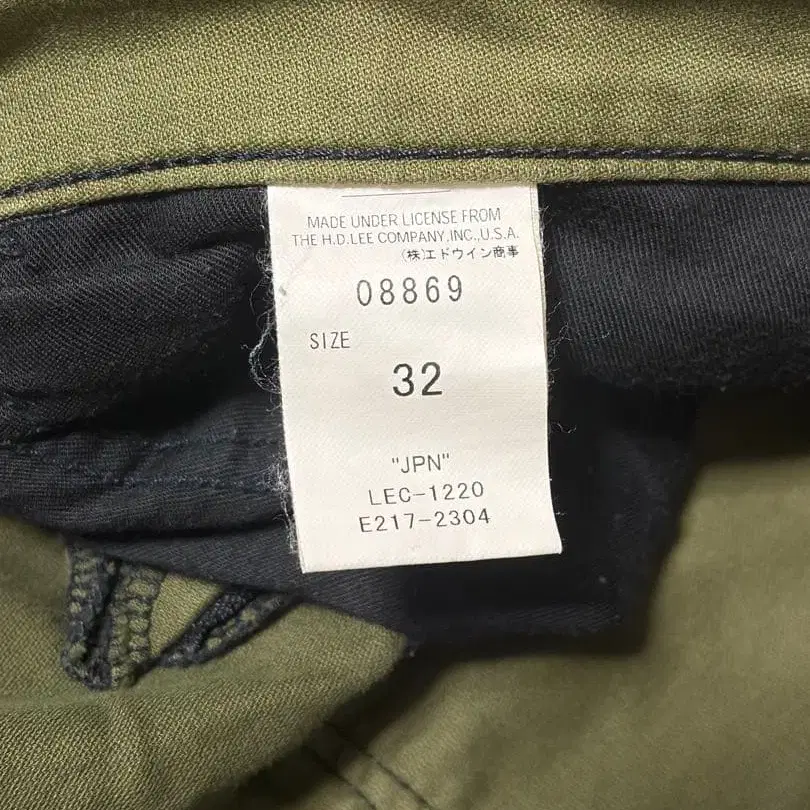 MADE UNDER LICENSE FROM
THE H.D.LEE COMPANY,INC.,U.S.A.
(株)エドウイン商事
08869
SIZE
32
"JPN"
LEC-1220
E217-2304